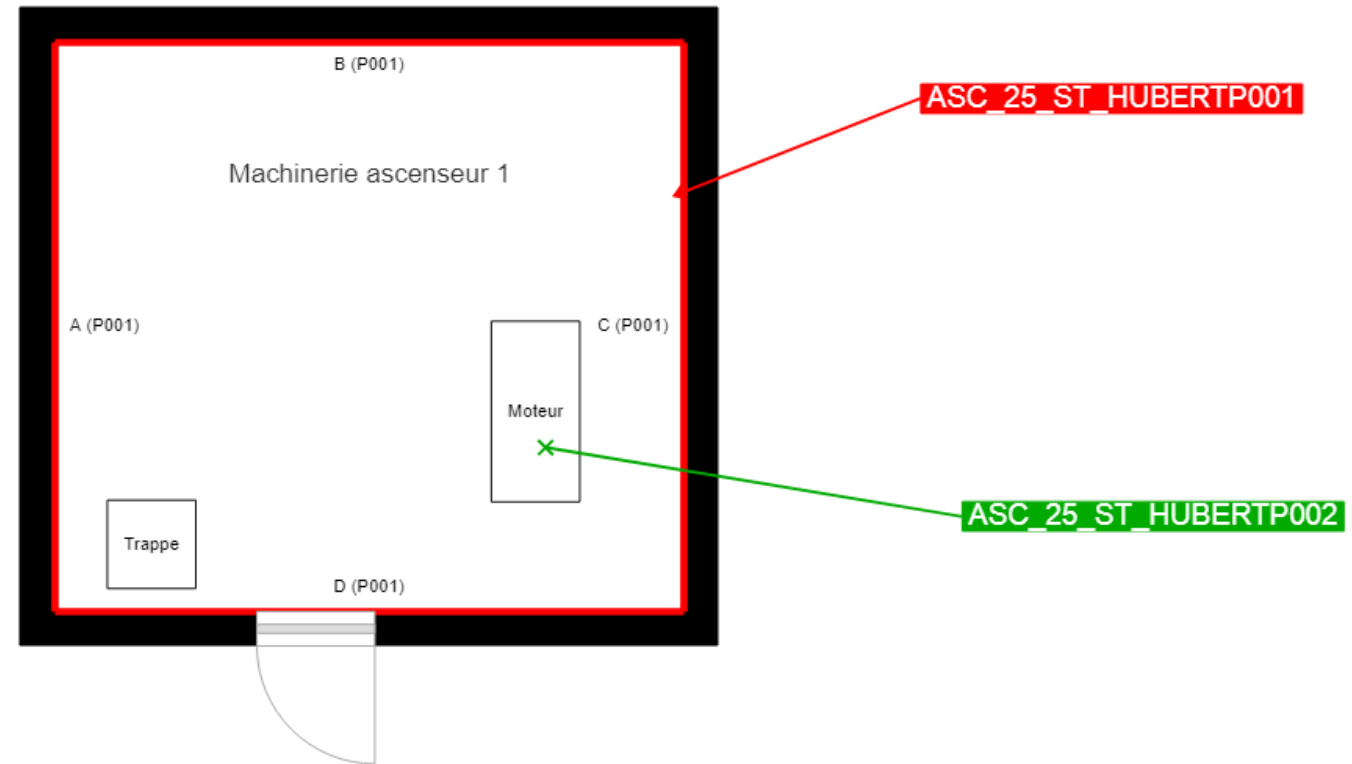 B (P001)
ASC_25_ST_HUBERTP001
Machinerie ascenseur 1
A (P001)
C (P001)
Moteur
ASC_25_ST_HUBERTP002
Trappe
D (P001)